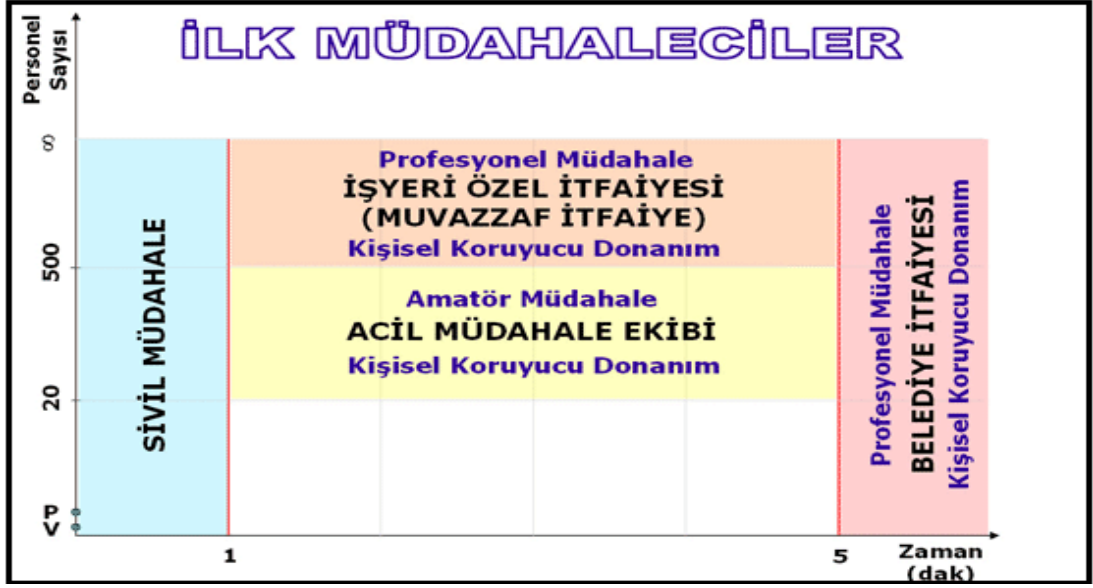 İLK MÜDAHALECİLER
Personel
Sayısı
∞
500
20
P
V
SİVİL MÜDAHALE
Profesyonel Müdahale
İŞYERİ ÖZEL İTFAİYESİ
(MUVAZZAF İTFAİYE)
Kişisel Koruyucu Donanım
Amatör Müdahale
ACİL MÜDAHALE EKİBİ
Kişisel Koruyucu Donanım
Profesyonel Müdahale
BELEDİYE İTFAİYESİ
Kişisel Koruyucu Donanım
1
5
Zaman
(dak)